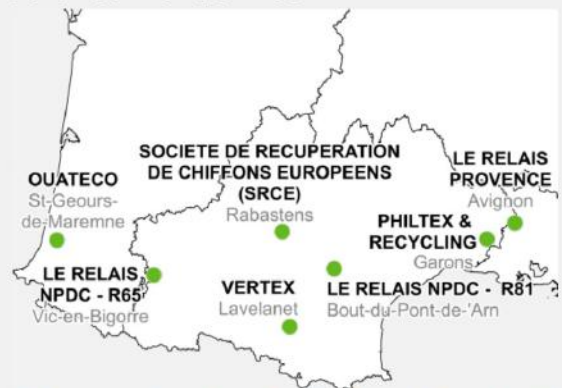 SOCIETE DE RECUPERATION
DE CHIFFONS EUROPEENS
(SRCE)
Rabastens
LE RELAIS
PROVENCE
Avignon
OUATECO
St-Geours-
de-Maremne
PHILTEX &
RECYCLING
Garons
LE RELAIS
NPDC - R65
Vic-en-Bigorre
VERTEX
Lavelanet
LE RELAIS NPDC - R81
Bout-du-Pont-de-'Arn